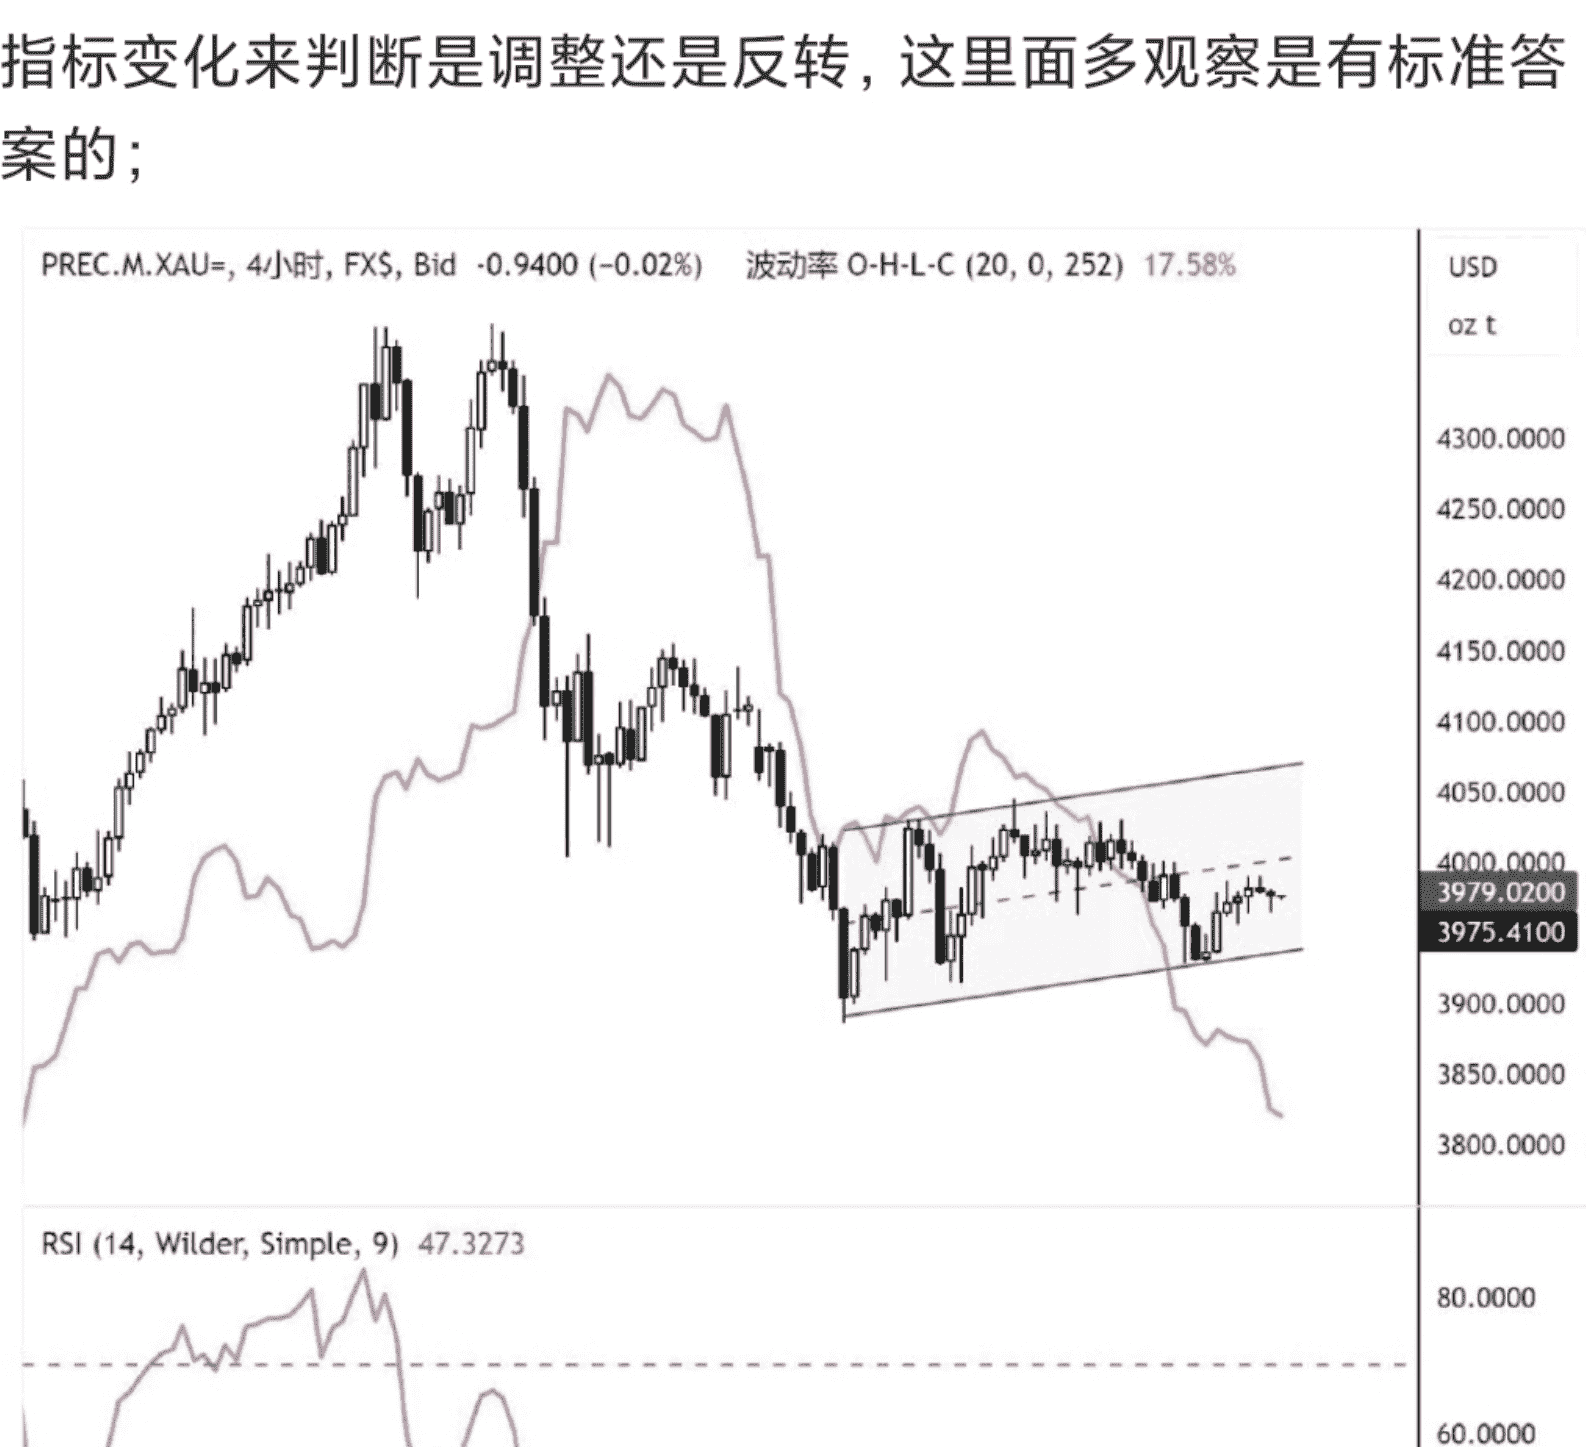 指标变化来判断是调整还是反转，这里面多观察是有标准答
案的；
PREC.M.XAU=, 4小时, FX$, Bid -0.9400 (-0.02%) 波动率 O-H-L-C (20, 0, 252) 17.58%
USD
oz t
4300.0000
4250.0000
4200.0000
4150.0000
4100.0000
4050.0000
4000.0000
3979.0200
3975.4100
3900.0000
3850.0000
3800.0000
RSI (14, Wilder, Simple, 9) 47.3273
80.0000
60.0000